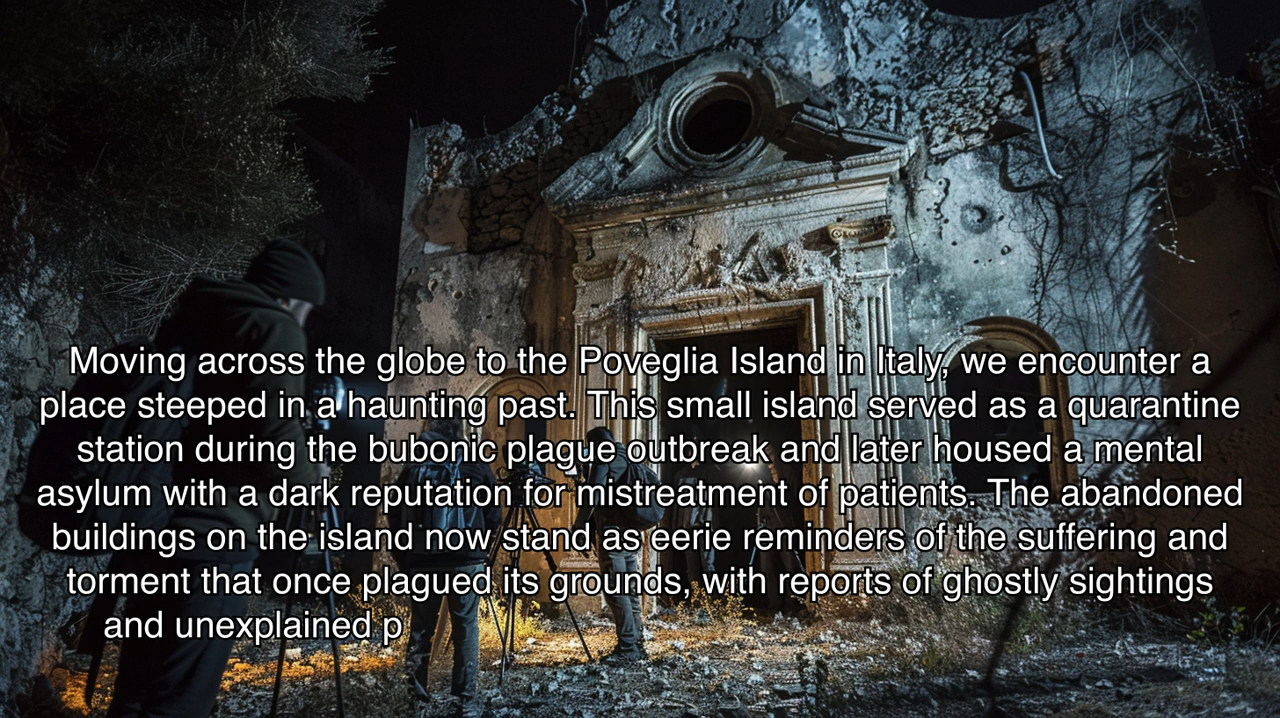 Moving across the globe to the Poveglia Island in Italy, we encounter a
place steeped in a haunting past. This small island served as a quarantine
station during the bubonic plague outbreak and later housed a mental
asylum with a dark reputation for mistreatment of patients. The abandoned
buildings on the island now stand as eerie reminders of the suffering and
torment that once plagued its grounds, with reports of ghostly sightings
and unexplained p